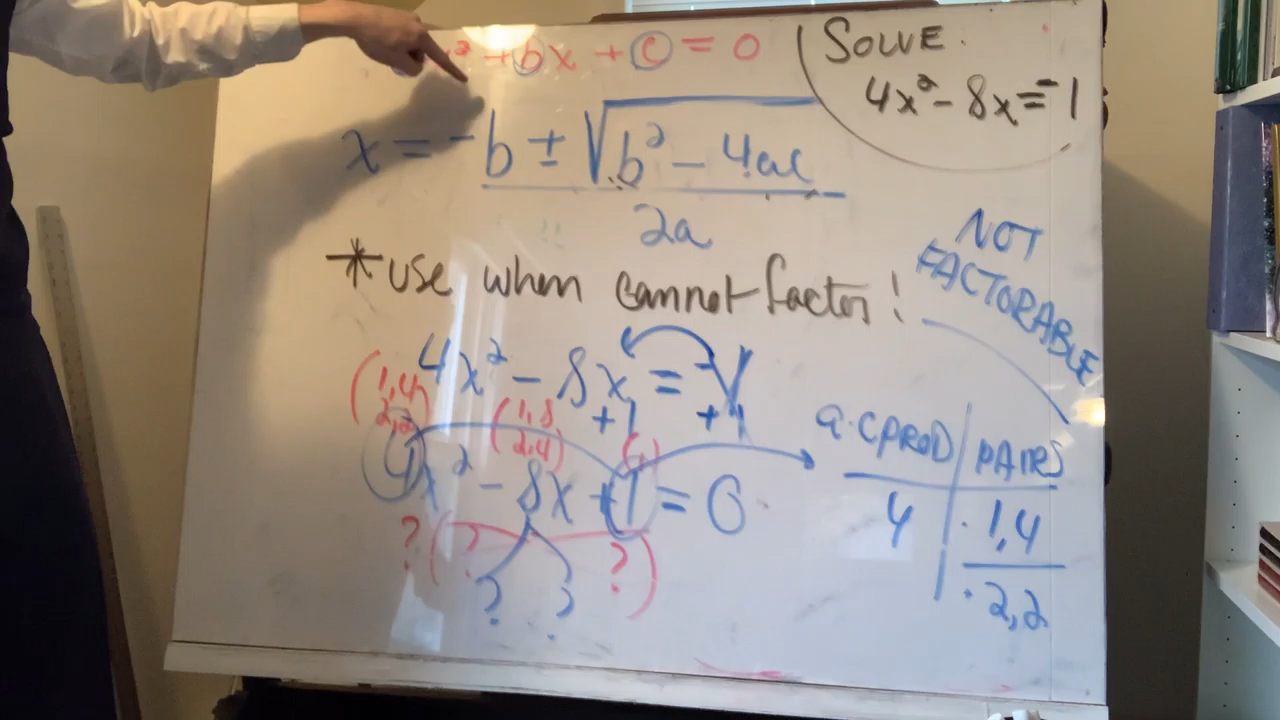 ² + bx + c = 0
SOLVE.
4x² - 8x = -1
x = -b ± √b² - 4ac
2a
NOT
FACTORABLE
*use when cannot factor!
4x² - 8x = -1
+1 +1
(1,4
2,2)
(1,8
2,4)
4x² - 8x + 1 = 0
? ( ? ? )
? ?
a·c PROD PAIRS
4 · 1,4
· 2,2